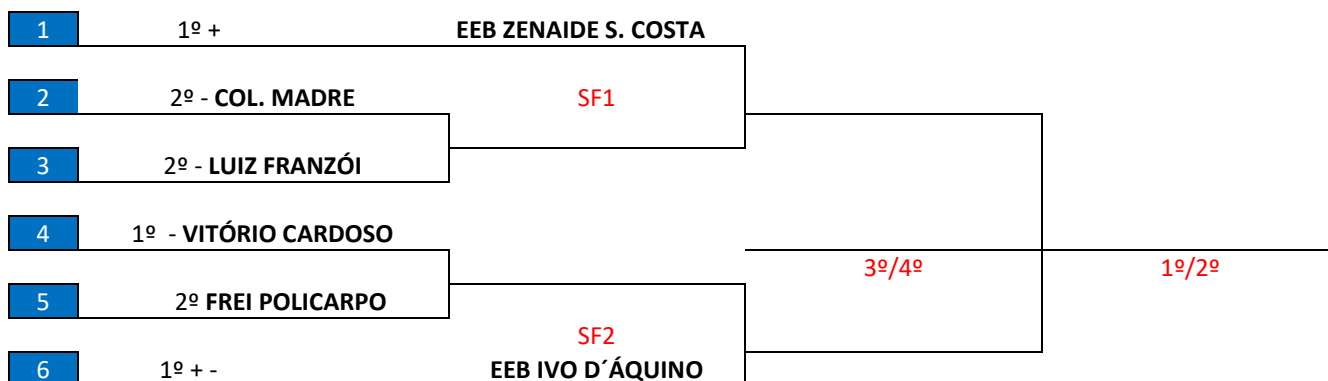 1 1º + EEB ZENAIDE S. COSTA
2 2º - COL. MADRE SF1
3 2º - LUIZ FRANZÓI
4 1º - VITÓRIO CARDOSO
3º/4º 1º/2º
5 2º FREI POLICARPO
SF2
6 1º + - EEB IVO D´ÁQUINO